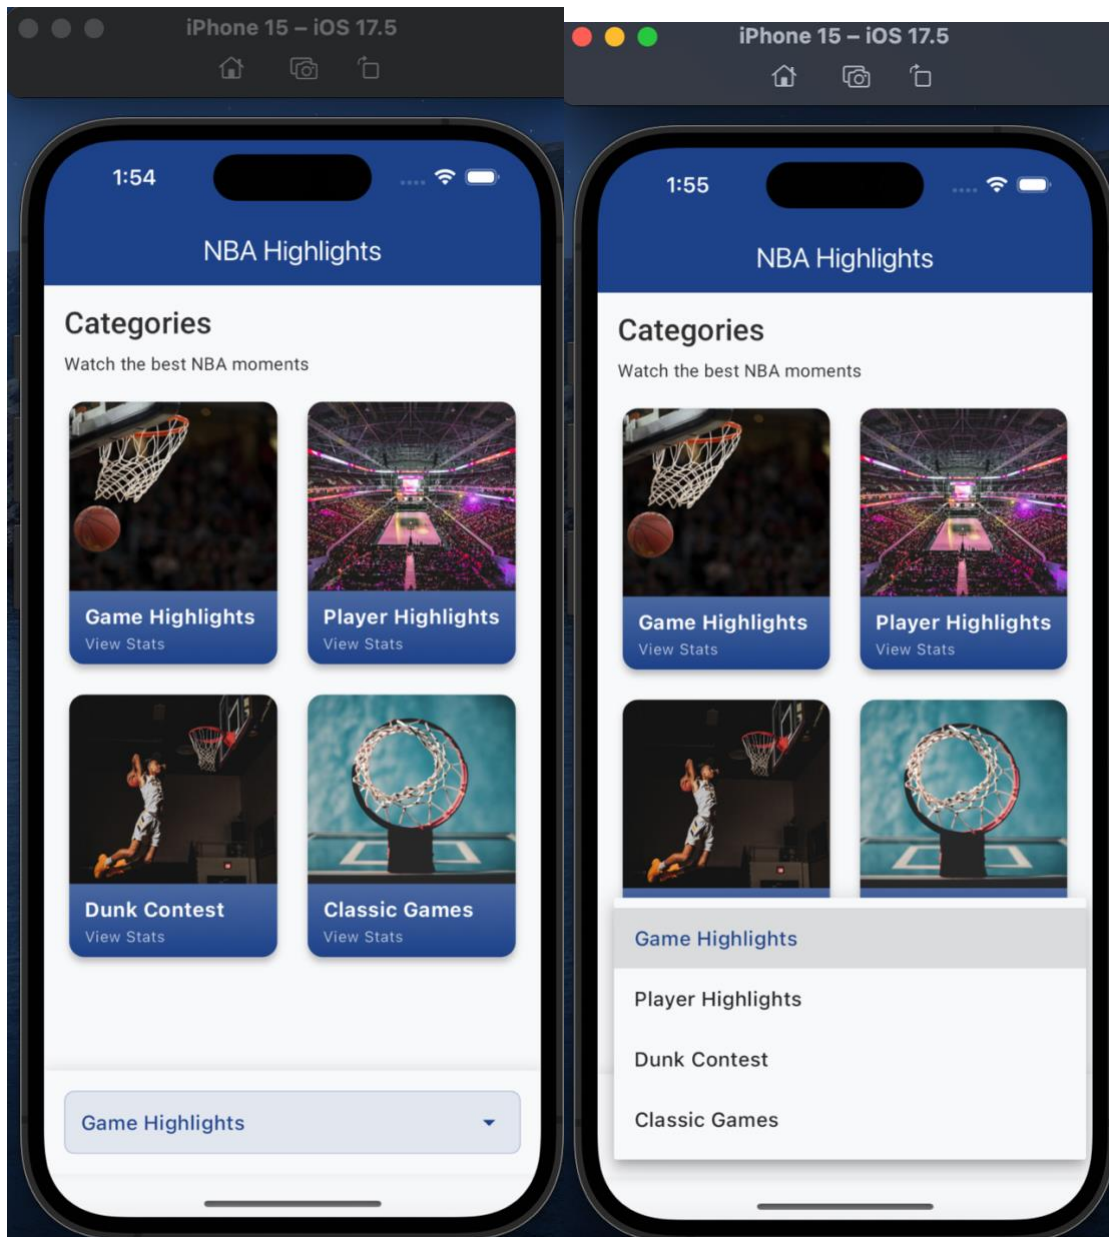 iPhone 15 – iOS 17.5
1:54
NBA Highlights
Categories
Watch the best NBA moments
Game Highlights
View Stats
Player Highlights
View Stats
Dunk Contest
View Stats
Classic Games
View Stats
Game Highlights
iPhone 15 – iOS 17.5
1:55
NBA Highlights
Categories
Watch the best NBA moments
Game Highlights
View Stats
Player Highlights
View Stats
Game Highlights
Player Highlights
Dunk Contest
Classic Games